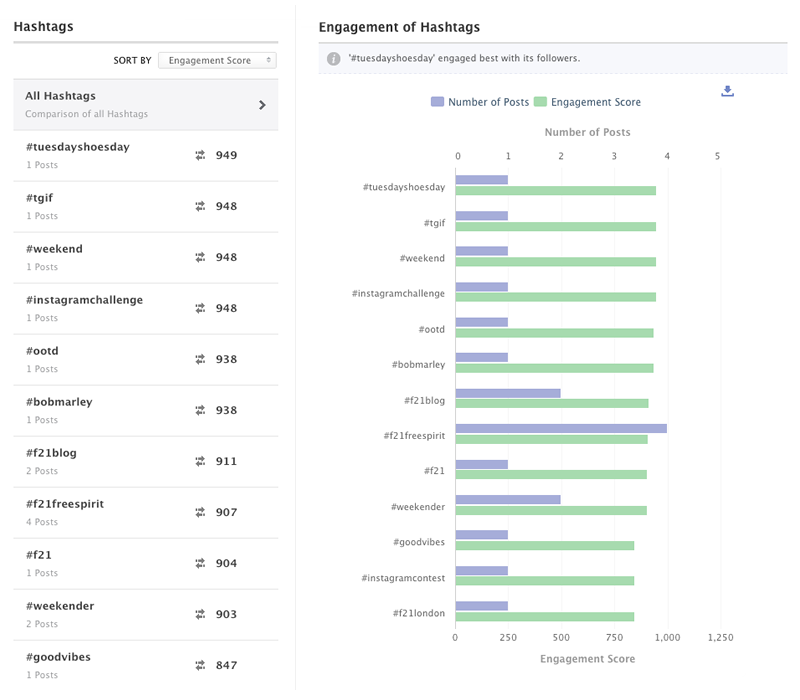 Hashtags
SORT BY Engagement Score
All Hashtags
Comparison of all Hashtags
#tuesdayshoesday
1 Posts
949
#tgif
1 Posts
948
#weekend
1 Posts
948
#instagramchallenge
1 Posts
948
#ootd
1 Posts
938
#bobmarley
1 Posts
938
#f21blog
2 Posts
911
#f21freespirit
4 Posts
907
#f21
1 Posts
904
#weekender
2 Posts
903
#goodvibes
1 Posts
847
Engagement of Hashtags
'#tuesdayshoesday' engaged best with its followers.
Number of Posts Engagement Score
Number of Posts
0 1 2 3 4 5
#tuesdayshoesday
#tgif
#weekend
#instagramchallenge
#ootd
#bobmarley
#f21blog
#f21freespirit
#f21
#weekender
#goodvibes
#instagramcontest
#f21london
0 250 500 750 1,000 1,250
Engagement Score